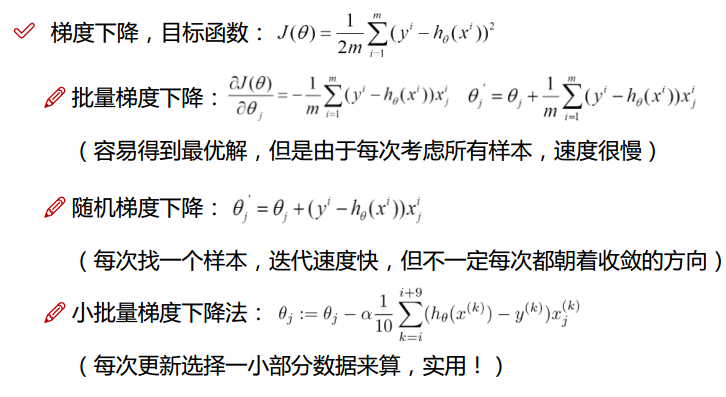 梯度下降，目标函数： $J(\theta) = \frac{1}{2m}\sum_{i=1}^{m}(y^i - h_\theta(x^i))^2$
批量梯度下降： $\frac{\partial J(\theta)}{\partial \theta_j} = -\frac{1}{m}\sum_{i=1}^{m}(y^i - h_\theta(x^i))x_j^i$ $\theta_j^{'} = \theta_j + \frac{1}{m}\sum_{i=1}^{m}(y^i - h_\theta(x^i))x_j^i$
（容易得到最优解，但是由于每次考虑所有样本，速度很慢）
随机梯度下降： $\theta_j^{'} = \theta_j + (y^i - h_\theta(x^i))x_j^i$
（每次找一个样本，迭代速度快，但不一定每次都朝着收敛的方向）
小批量梯度下降法： $\theta_j := \theta_j - \alpha\frac{1}{10}\sum_{k=i}^{i+9}(h_\theta(x^{(k)}) - y^{(k)})x_j^{(k)}$
（每次更新选择一小部分数据来算，实用！）